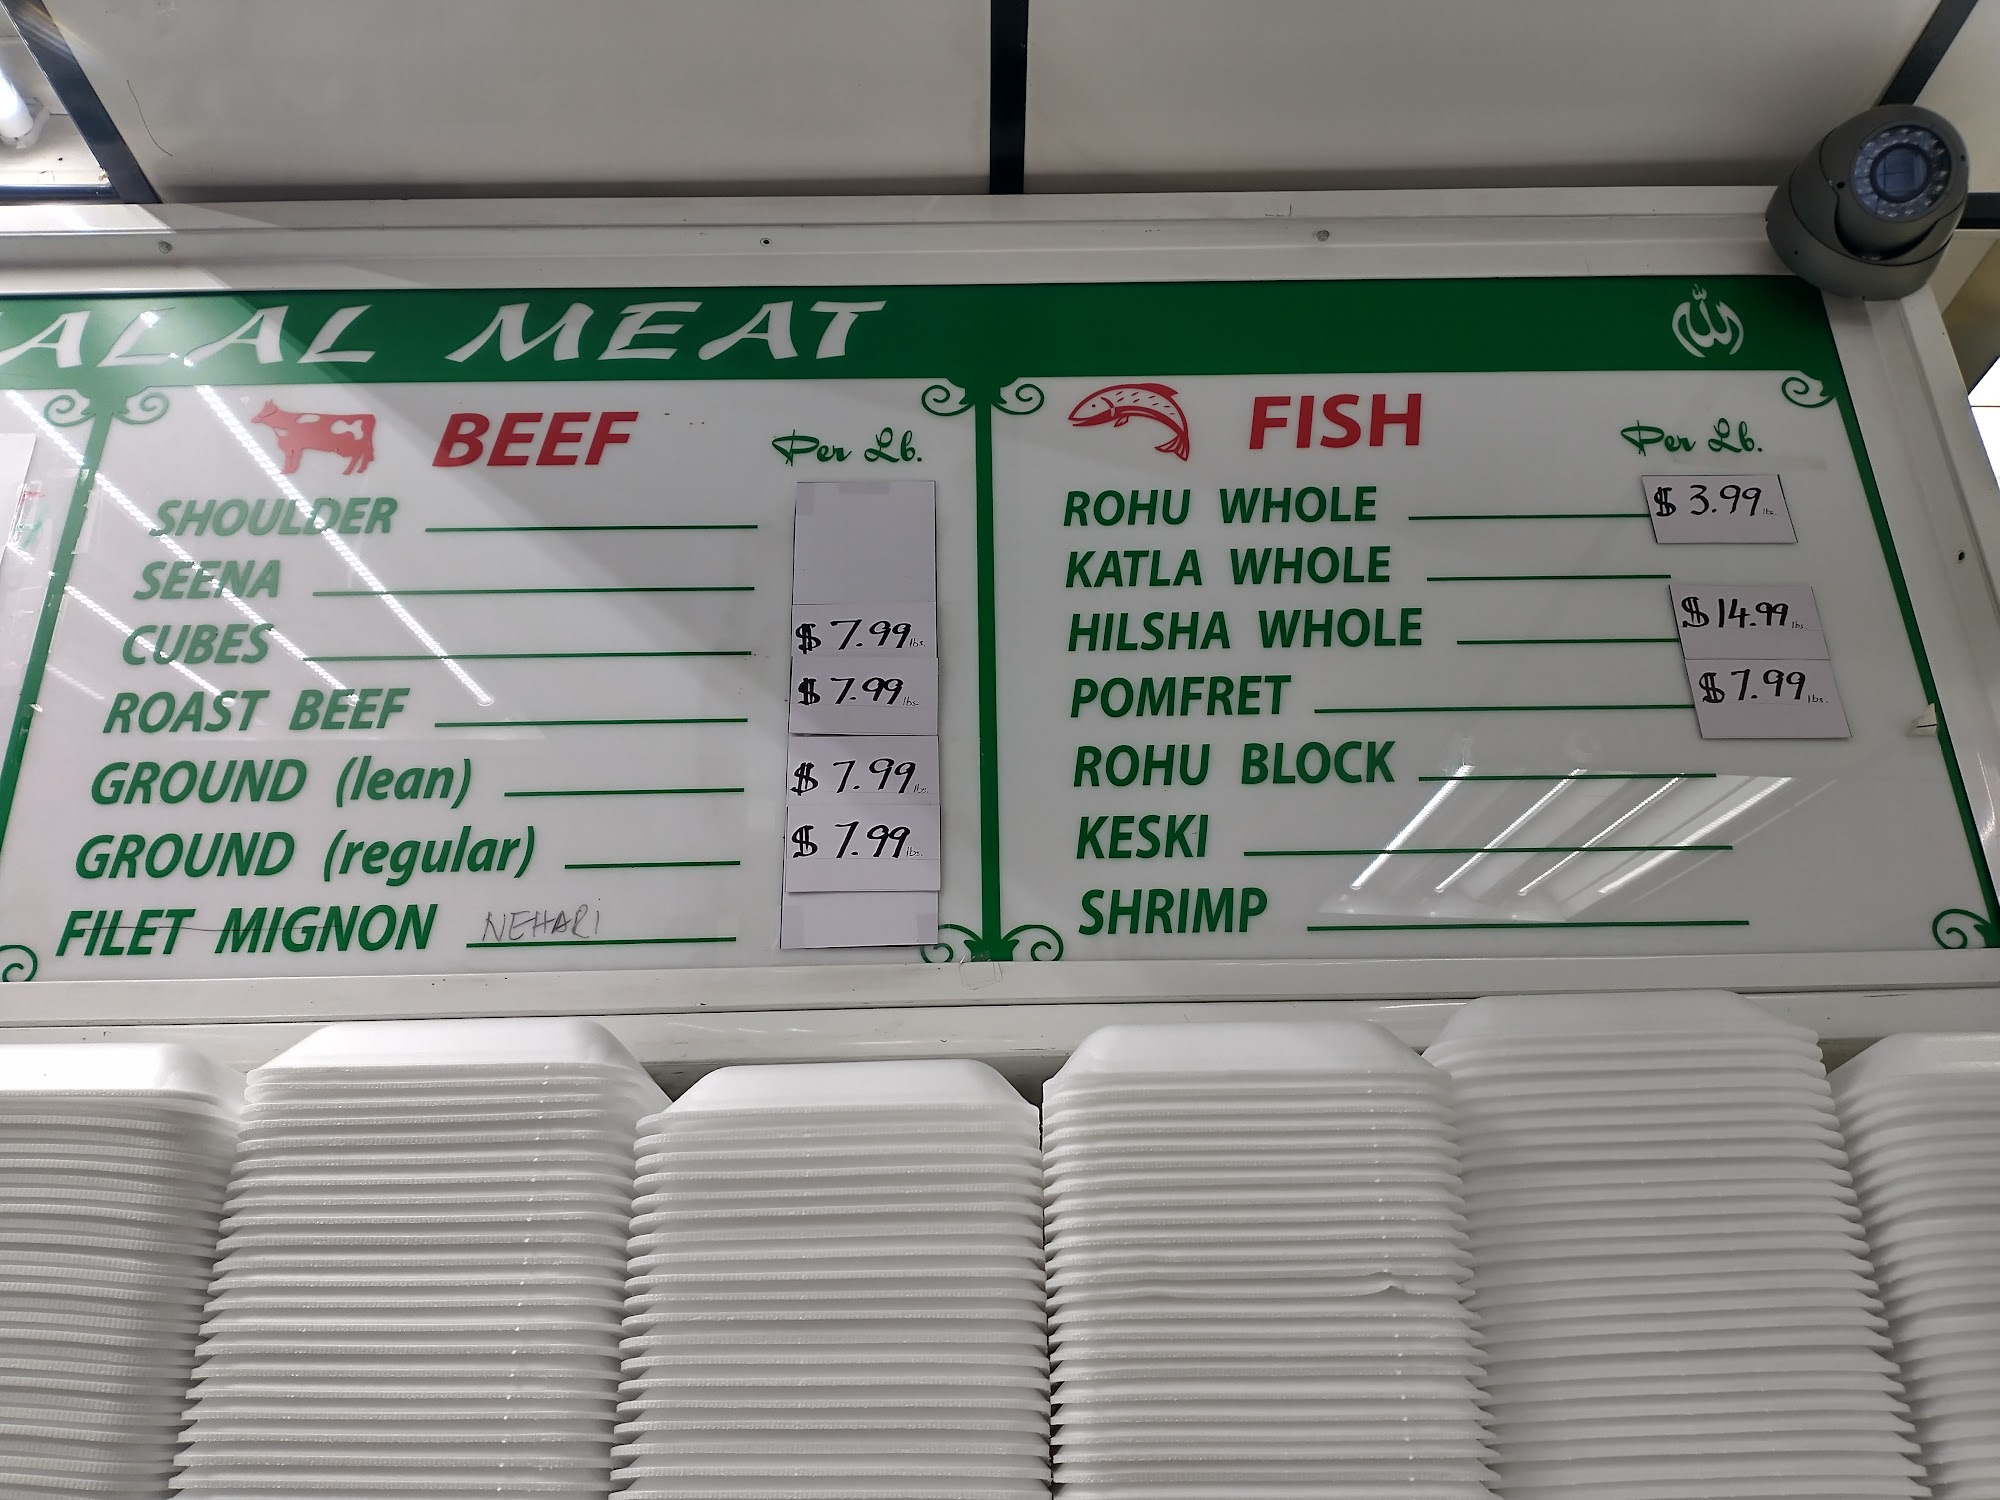 ALAL MEAT
الله
BEEF
Per Lb.
SHOULDER
SEENA
CUBES $7.99 lbs.
ROAST BEEF $7.99 lbs.
GROUND (lean) $7.99 lbs.
GROUND (regular) $7.99 lbs.
FILET MIGNON NEHARI
FISH
Per Lb.
ROHU WHOLE $3.99 lbs.
KATLA WHOLE
HILSHA WHOLE $14.99 lbs
POMFRET $7.99 lbs.
ROHU BLOCK
KESKI
SHRIMP